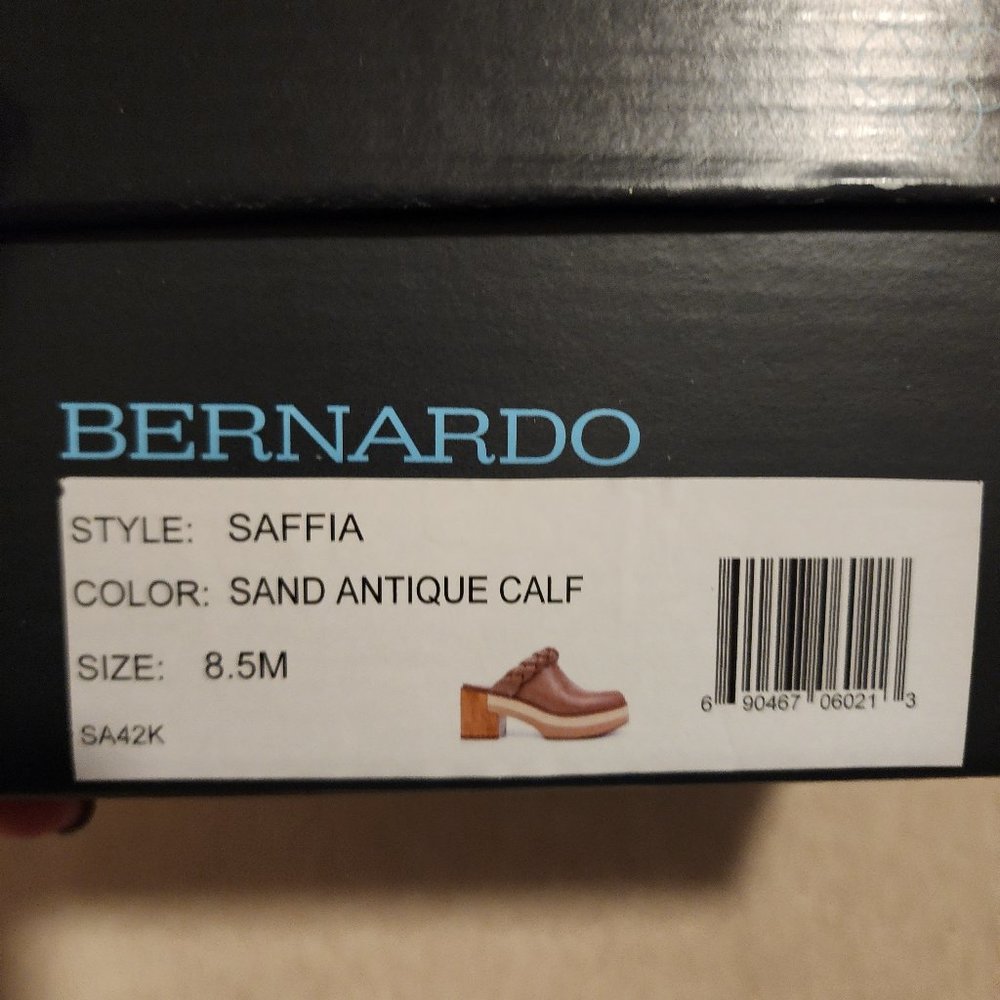 BERNARDO
STYLE: SAFFIA
COLOR: SAND ANTIQUE CALF
SIZE: 8.5M
SA42K
6 90467 06021 3